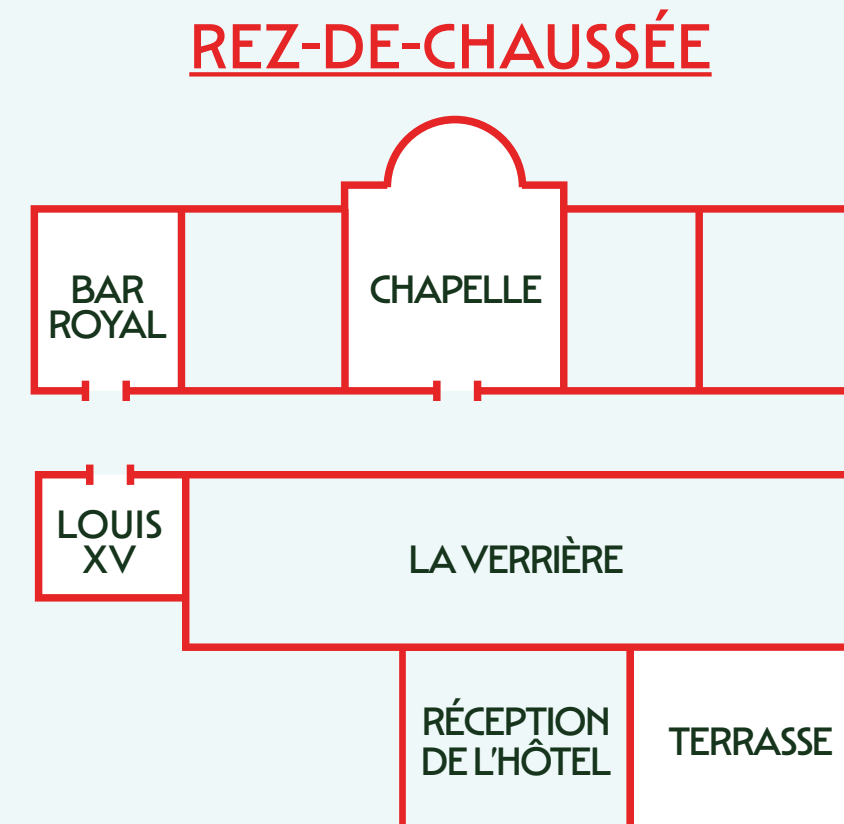 REZ-DE-CHAUSSÉE
BAR
ROYAL
CHAPELLE
LOUIS
XV
LA VERRIÈRE
RÉCEPTION
DE L'HÔTEL
TERRASSE